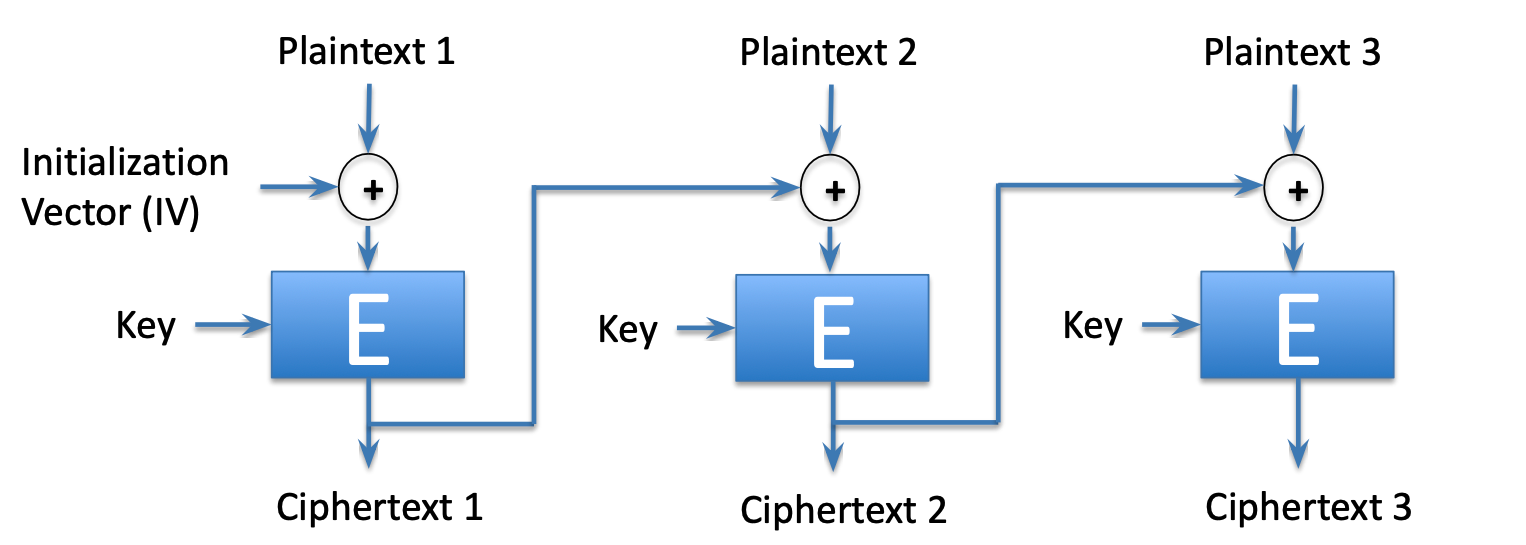 Plaintext 1
Plaintext 2
Plaintext 3
Initialization
Vector (IV)
+
+
+
Key
E
Key
E
Key
E
Ciphertext 1
Ciphertext 2
Ciphertext 3